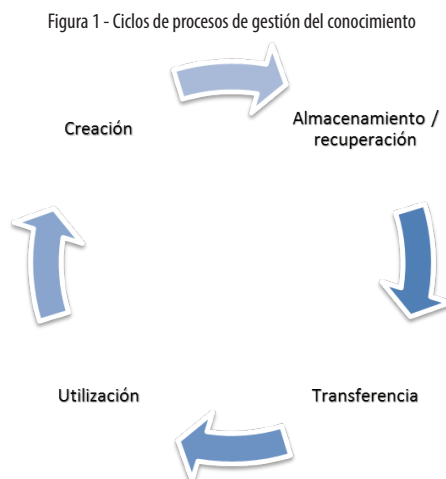 Figura 1 - Ciclos de procesos de gestión del conocimiento
Creación
Almacenamiento /
recuperación
Utilización
Transferencia